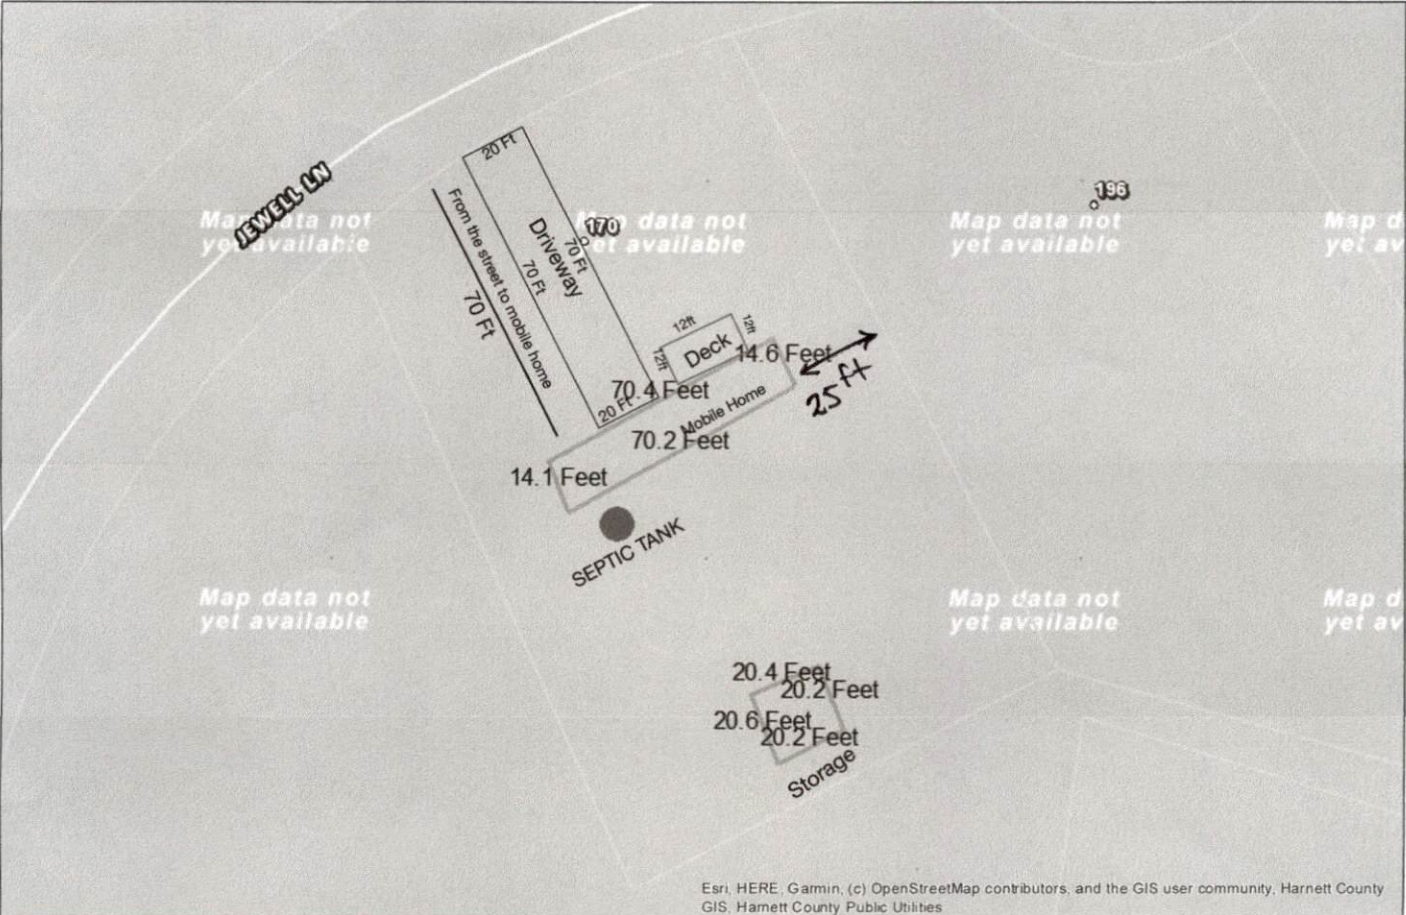 20 Ft
JEWELL LN
196
Map data not
yet available
170
Map data not
yet available
Map data not
yet available
Map d
yet av
From the street to mobile home
70 Ft
Driveway
70 Ft
70 Ft
12ft
12ft
12ft
Deck
14.6 Feet
25 ft
70.4 Feet
20 Ft
Mobile Home
70.2 Feet
14.1 Feet
SEPTIC TANK
Map data not
yet available
Map data not
yet available
Map d
yet av
20.4 Feet
20.2 Feet
20.6 Feet
20.2 Feet
Storage
Esri, HERE, Garmin, (c) OpenStreetMap contributors, and the GIS user community, Harnett County
GIS, Harnett County Public Utilities